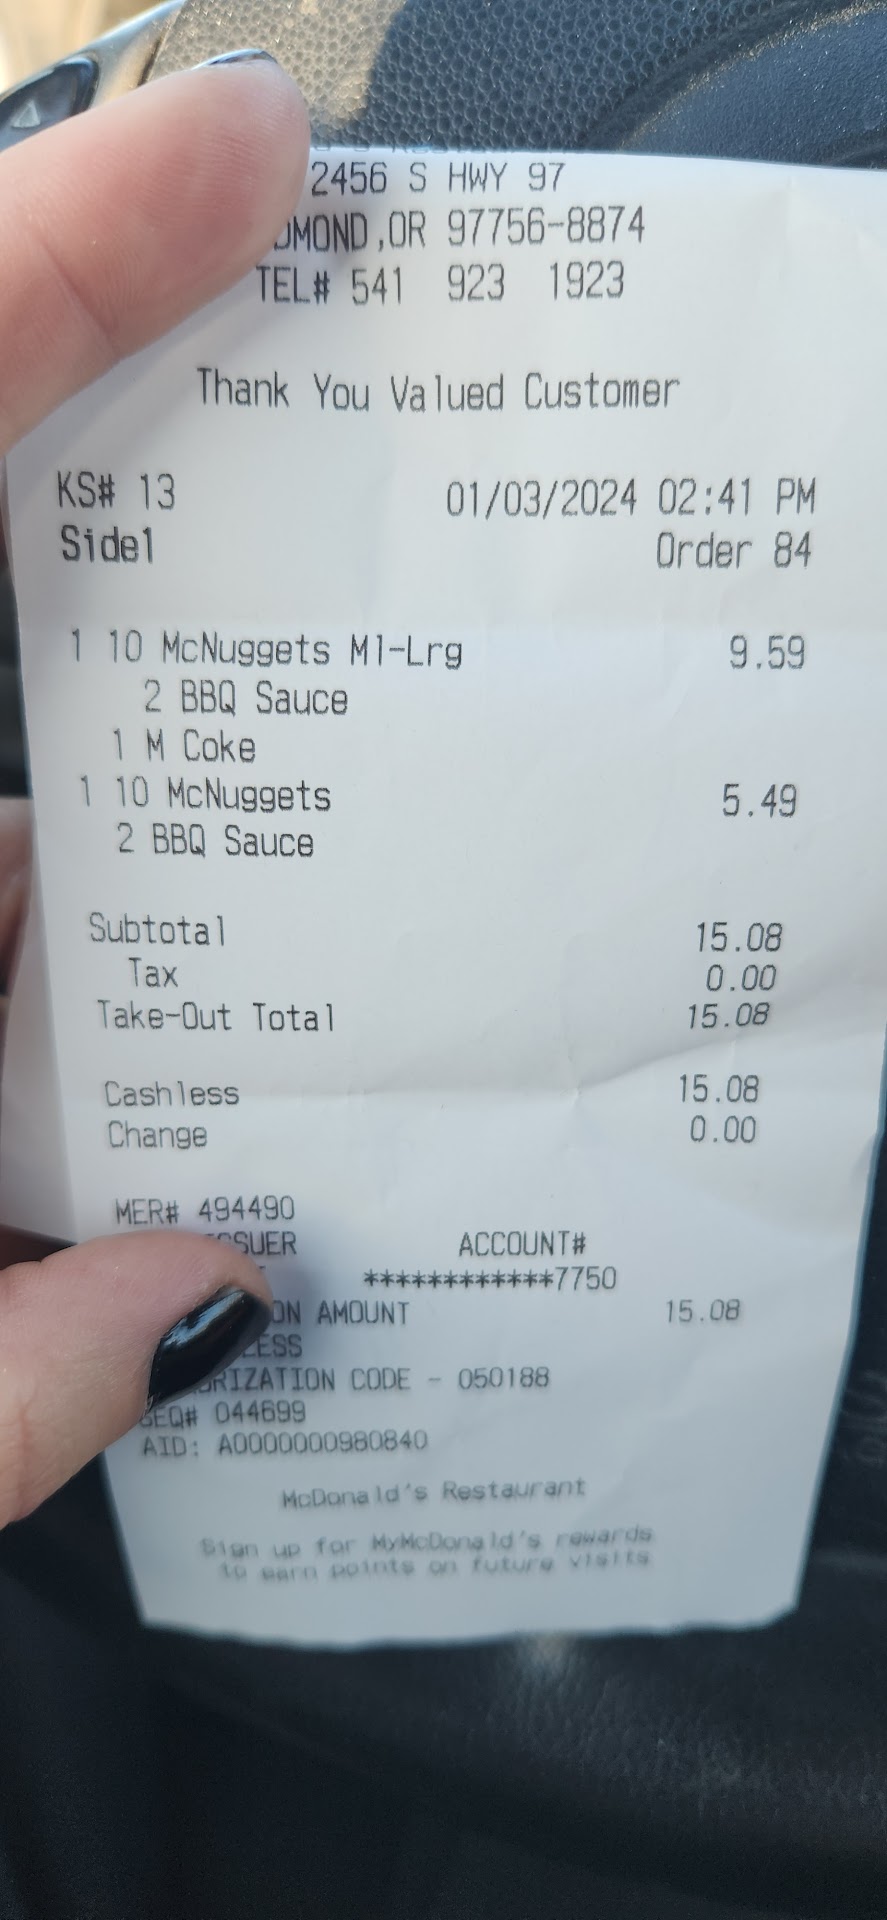 2456 S HWY 97
DMOND,OR 97756-8874
TEL# 541 923 1923
Thank You Valued Customer
KS# 13 01/03/2024 02:41 PM
Side1 Order 84
1 10 McNuggets Ml-Lrg 9.59
2 BBQ Sauce
1 M Coke
1 10 McNuggets 5.49
2 BBQ Sauce
Subtotal 15.08
Tax 0.00
Take-Out Total 15.08
Cashless 15.08
Change 0.00
MER# 494490
SSUER ACCOUNT#
************7750
ON AMOUNT 15.08
LESS
RIZATION CODE - 050188
SEQ# 044699
AID: A0000000980840
McDonald's Restaurant
Sign up for MyMcDonald's rewards
to earn points on future visits